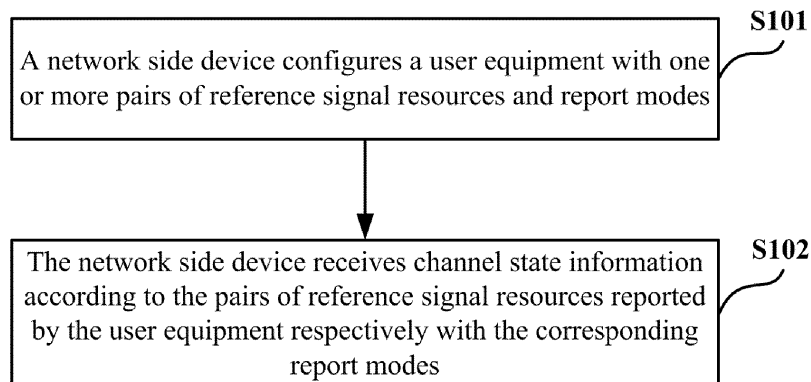 S101
A network side device configures a user equipment with one
or more pairs of reference signal resources and report modes
S102
The network side device receives channel state information
according to the pairs of reference signal resources reported
by the user equipment respectively with the corresponding
report modes